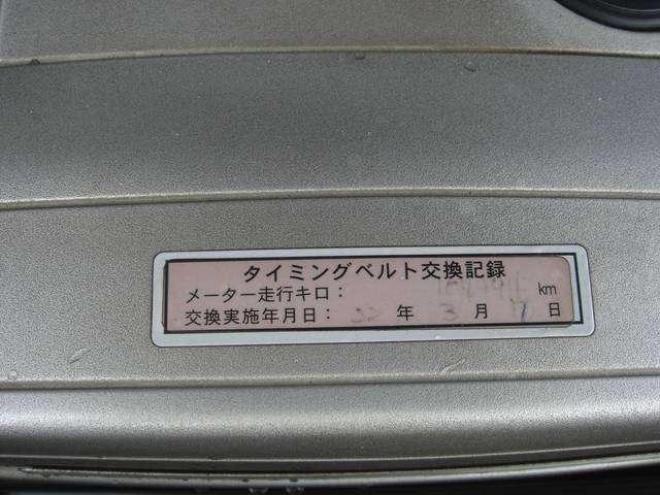 タイミングベルト交換記録
メーター走行キロ： km
交換実施年月日：22 年 3 月 日